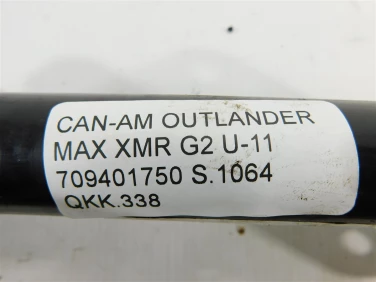 CAN-AM OUTLANDER
MAX XMR G2 U-11
709401750 S.1064
QKK.338